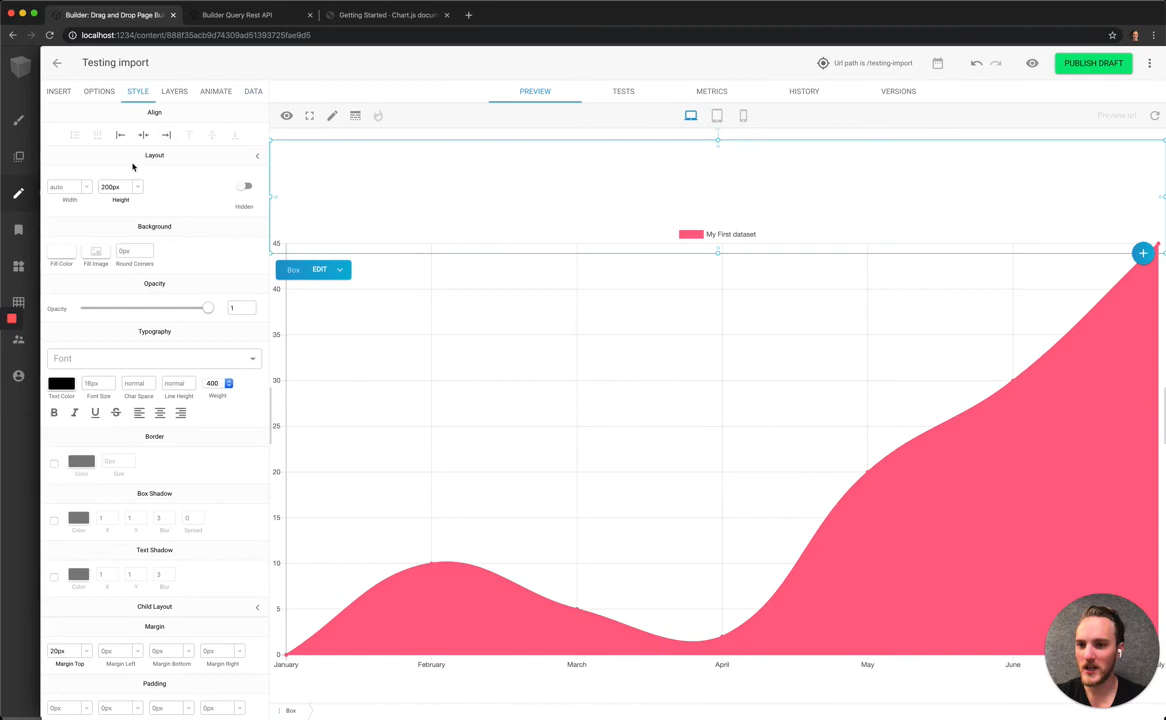 Builder: Drag and Drop Page Bui
Builder Query Rest API
Getting Started · Chart.js docum
localhost:1234/content/888f35acb9d74309ad51393725fae9d5
Testing import
Url path is /testing-import
PUBLISH DRAFT
INSERT OPTIONS STYLE LAYERS ANIMATE DATA
PREVIEW TESTS METRICS HISTORY VERSIONS
Align
Preview url
Layout
auto 200px
Width Height Hidden
Background
0px
Fill Color Fill Image Round Corners
Opacity
Opacity 1
Typography
Font
16px normal normal 400
Text Color Font Size Char Space Line Height Weight
B I U S
Border
0px
Color Size
Box Shadow
1 1 3 0
Color X Y Blur Spread
Text Shadow
1 1 3
Color X Y Blur
Child Layout
Margin
20px 0px 0px 0px
Margin Top Margin Left Margin Bottom Margin Right
Padding
0px 0px 0px 0px
My First dataset
Box EDIT
45
40
35
30
25
20
15
10
5
0
January February March April May June
Box